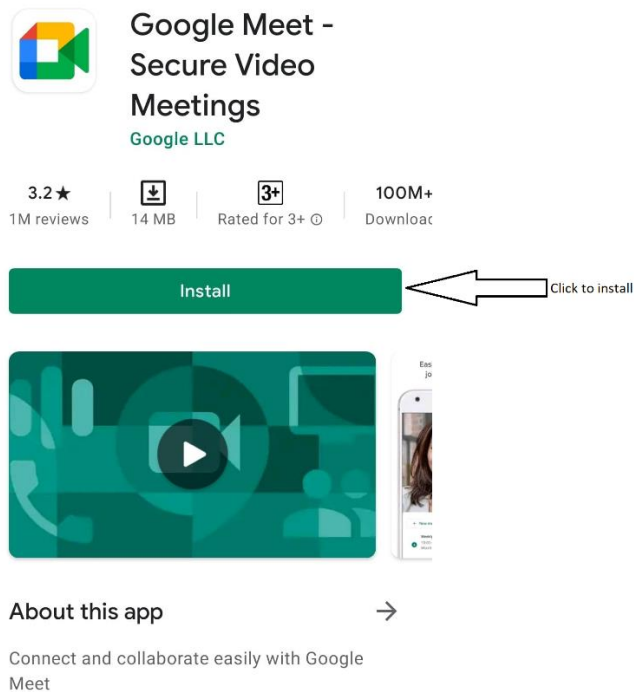 Google Meet -
Secure Video
Meetings
Google LLC
3.2★
1M reviews
14 MB
3+
Rated for 3+
100M+
Install
Click to install
About this app
Connect and collaborate easily with Google
Meet